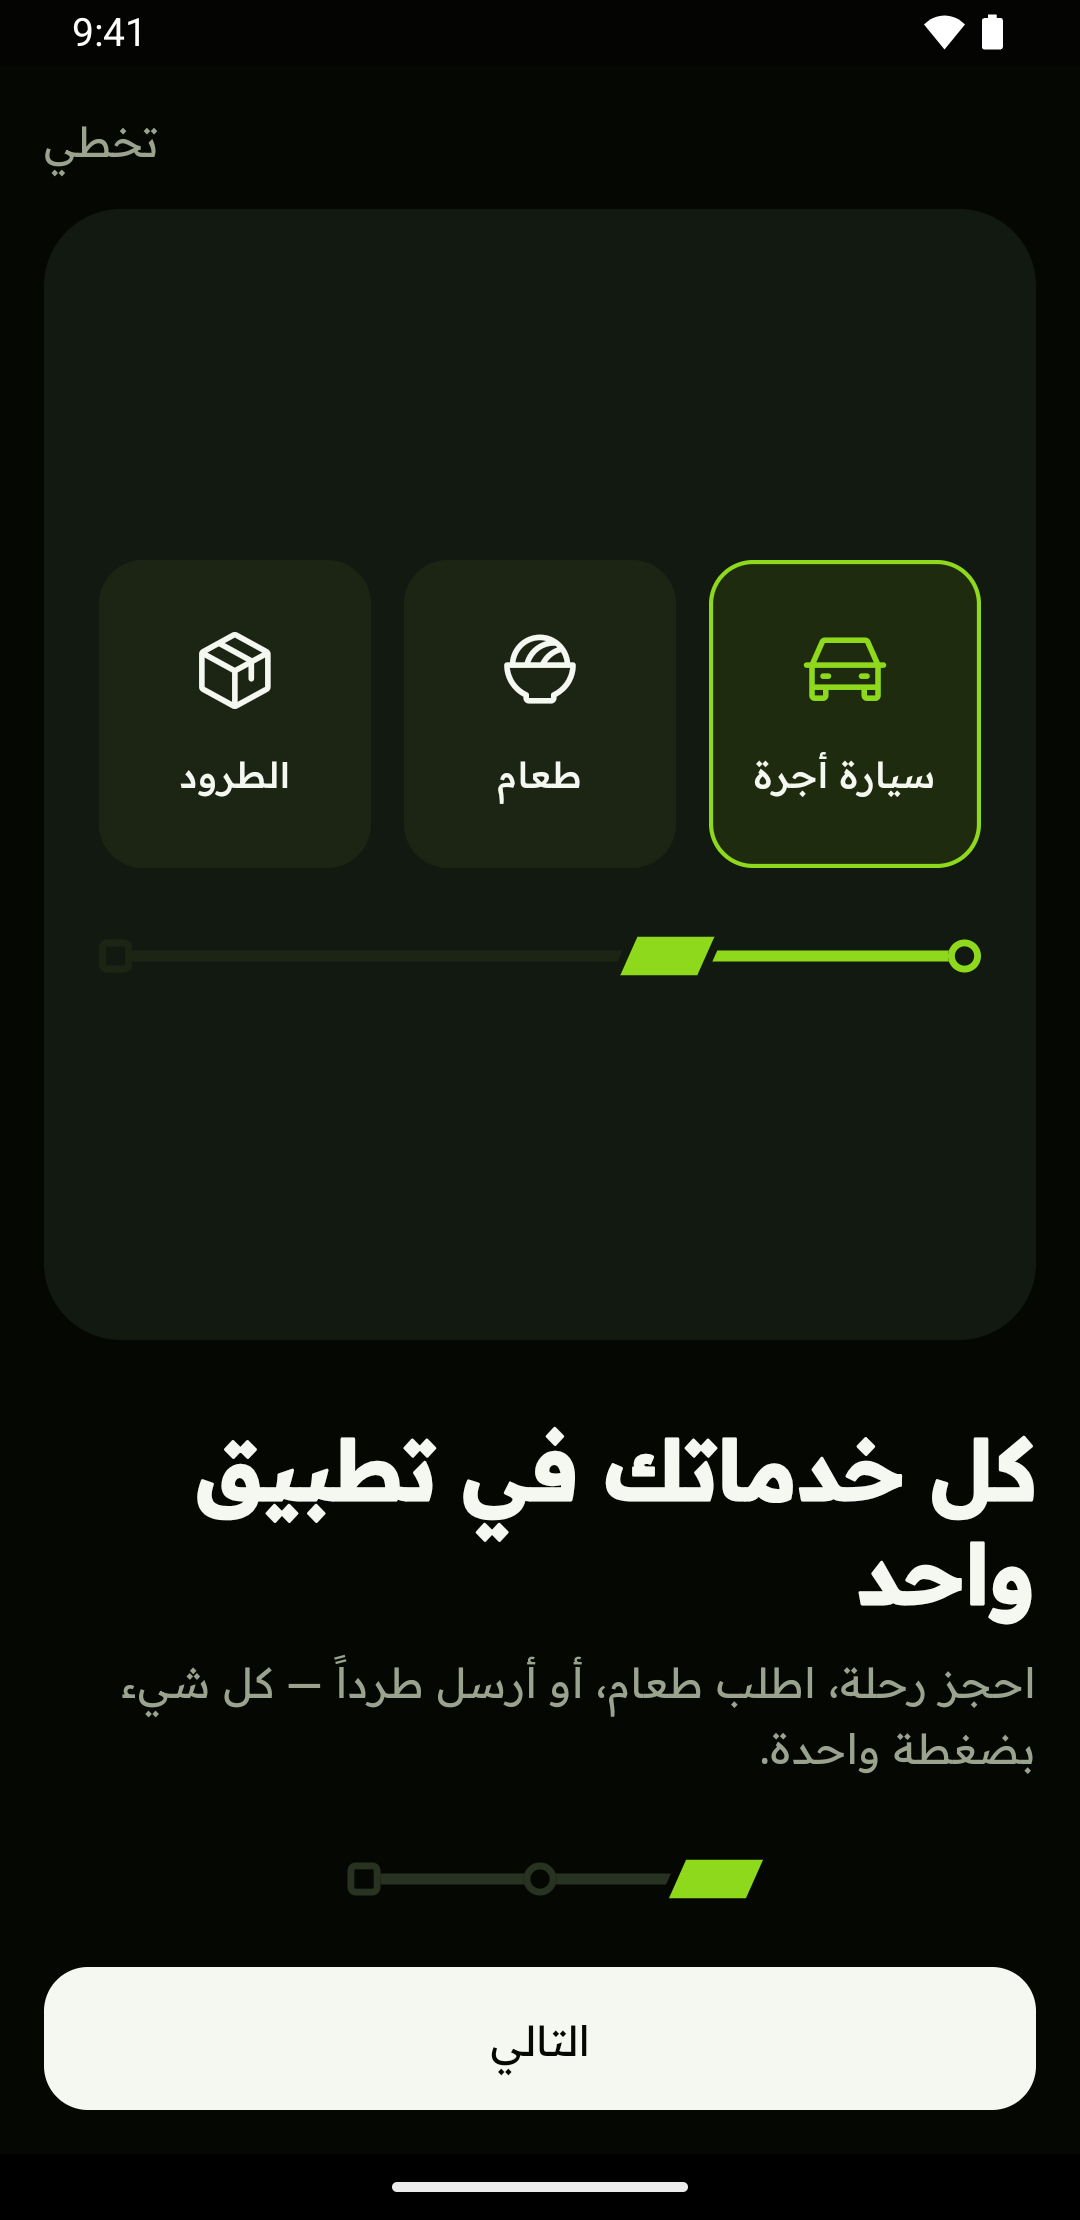 9:41
تخطي
سيارة أجرة
طعام
الطرود
كل خدماتك في تطبيق
واحد
احجز رحلة، اطلب طعام، أو أرسل طرداً — كل شيء
بضغطة واحدة.
التالي